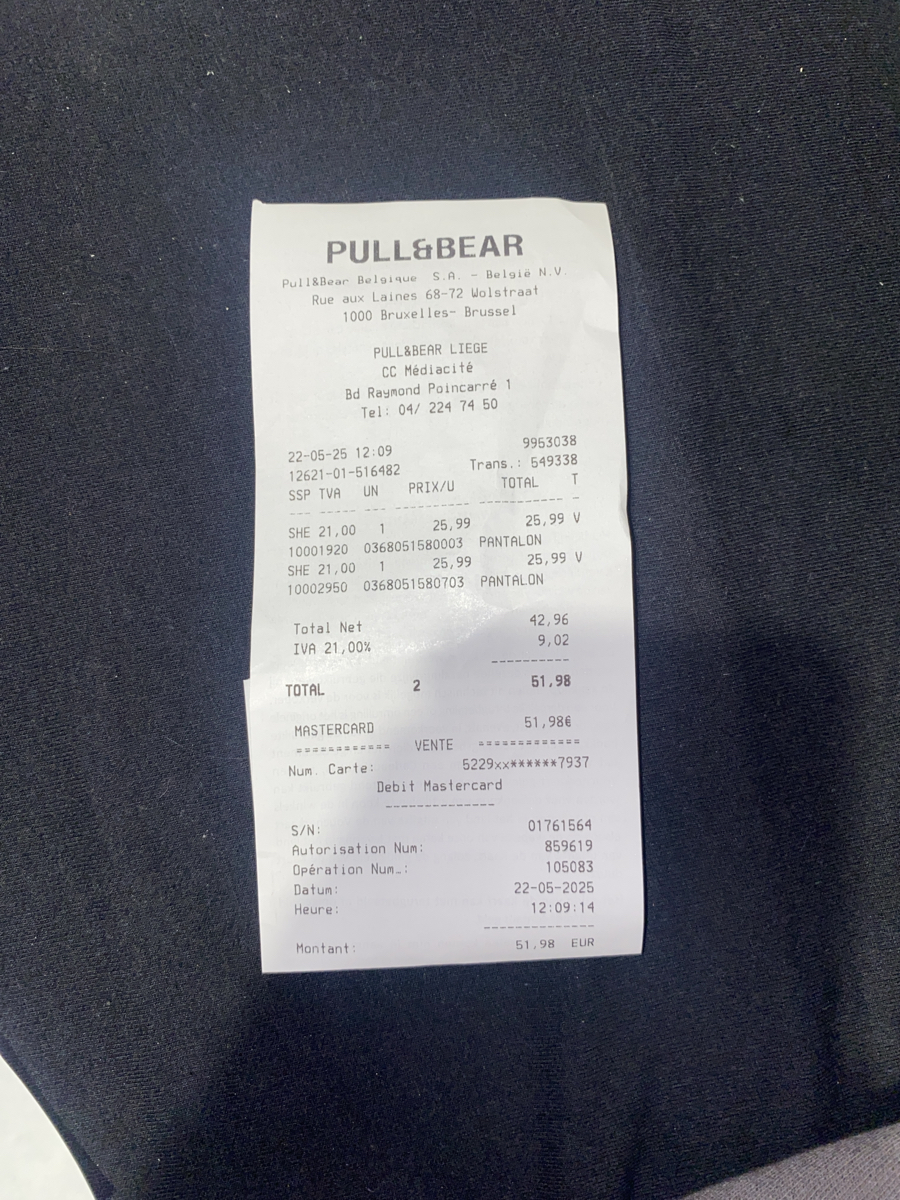 PULL&BEAR
Pull&Bear Belgique S.A. - België N.V.
Rue aux Laines 68-72 Wolstraat
1000 Bruxelles- Brussel
PULL&BEAR LIEGE
CC Médiacité
Bd Raymond Poincarré 1
Tel: 04/ 224 74 50
22-05-25 12:09 9953038
12621-01-516482 Trans.: 549338
SSP TVA UN PRIX/U TOTAL T
--- ----- --- ---------- ----------- -
SHE 21,00 1 25,99 25,99 V
10001920 0368051580003 PANTALON
SHE 21,00 1 25,99 25,99 V
10002950 0368051580703 PANTALON
Total Net 42,96
IVA 21,00% 9,02
----------
TOTAL 2 51,98
MASTERCARD 51,98€
============ VENTE =============
Num. Carte: 5229xx******7937
Debit Mastercard
--------------
S/N: 01761564
Autorisation Num: 859619
Opération Num.: 105083
Datum: 22-05-2025
Heure: 12:09:14
--------------
Montant: 51,98 EUR